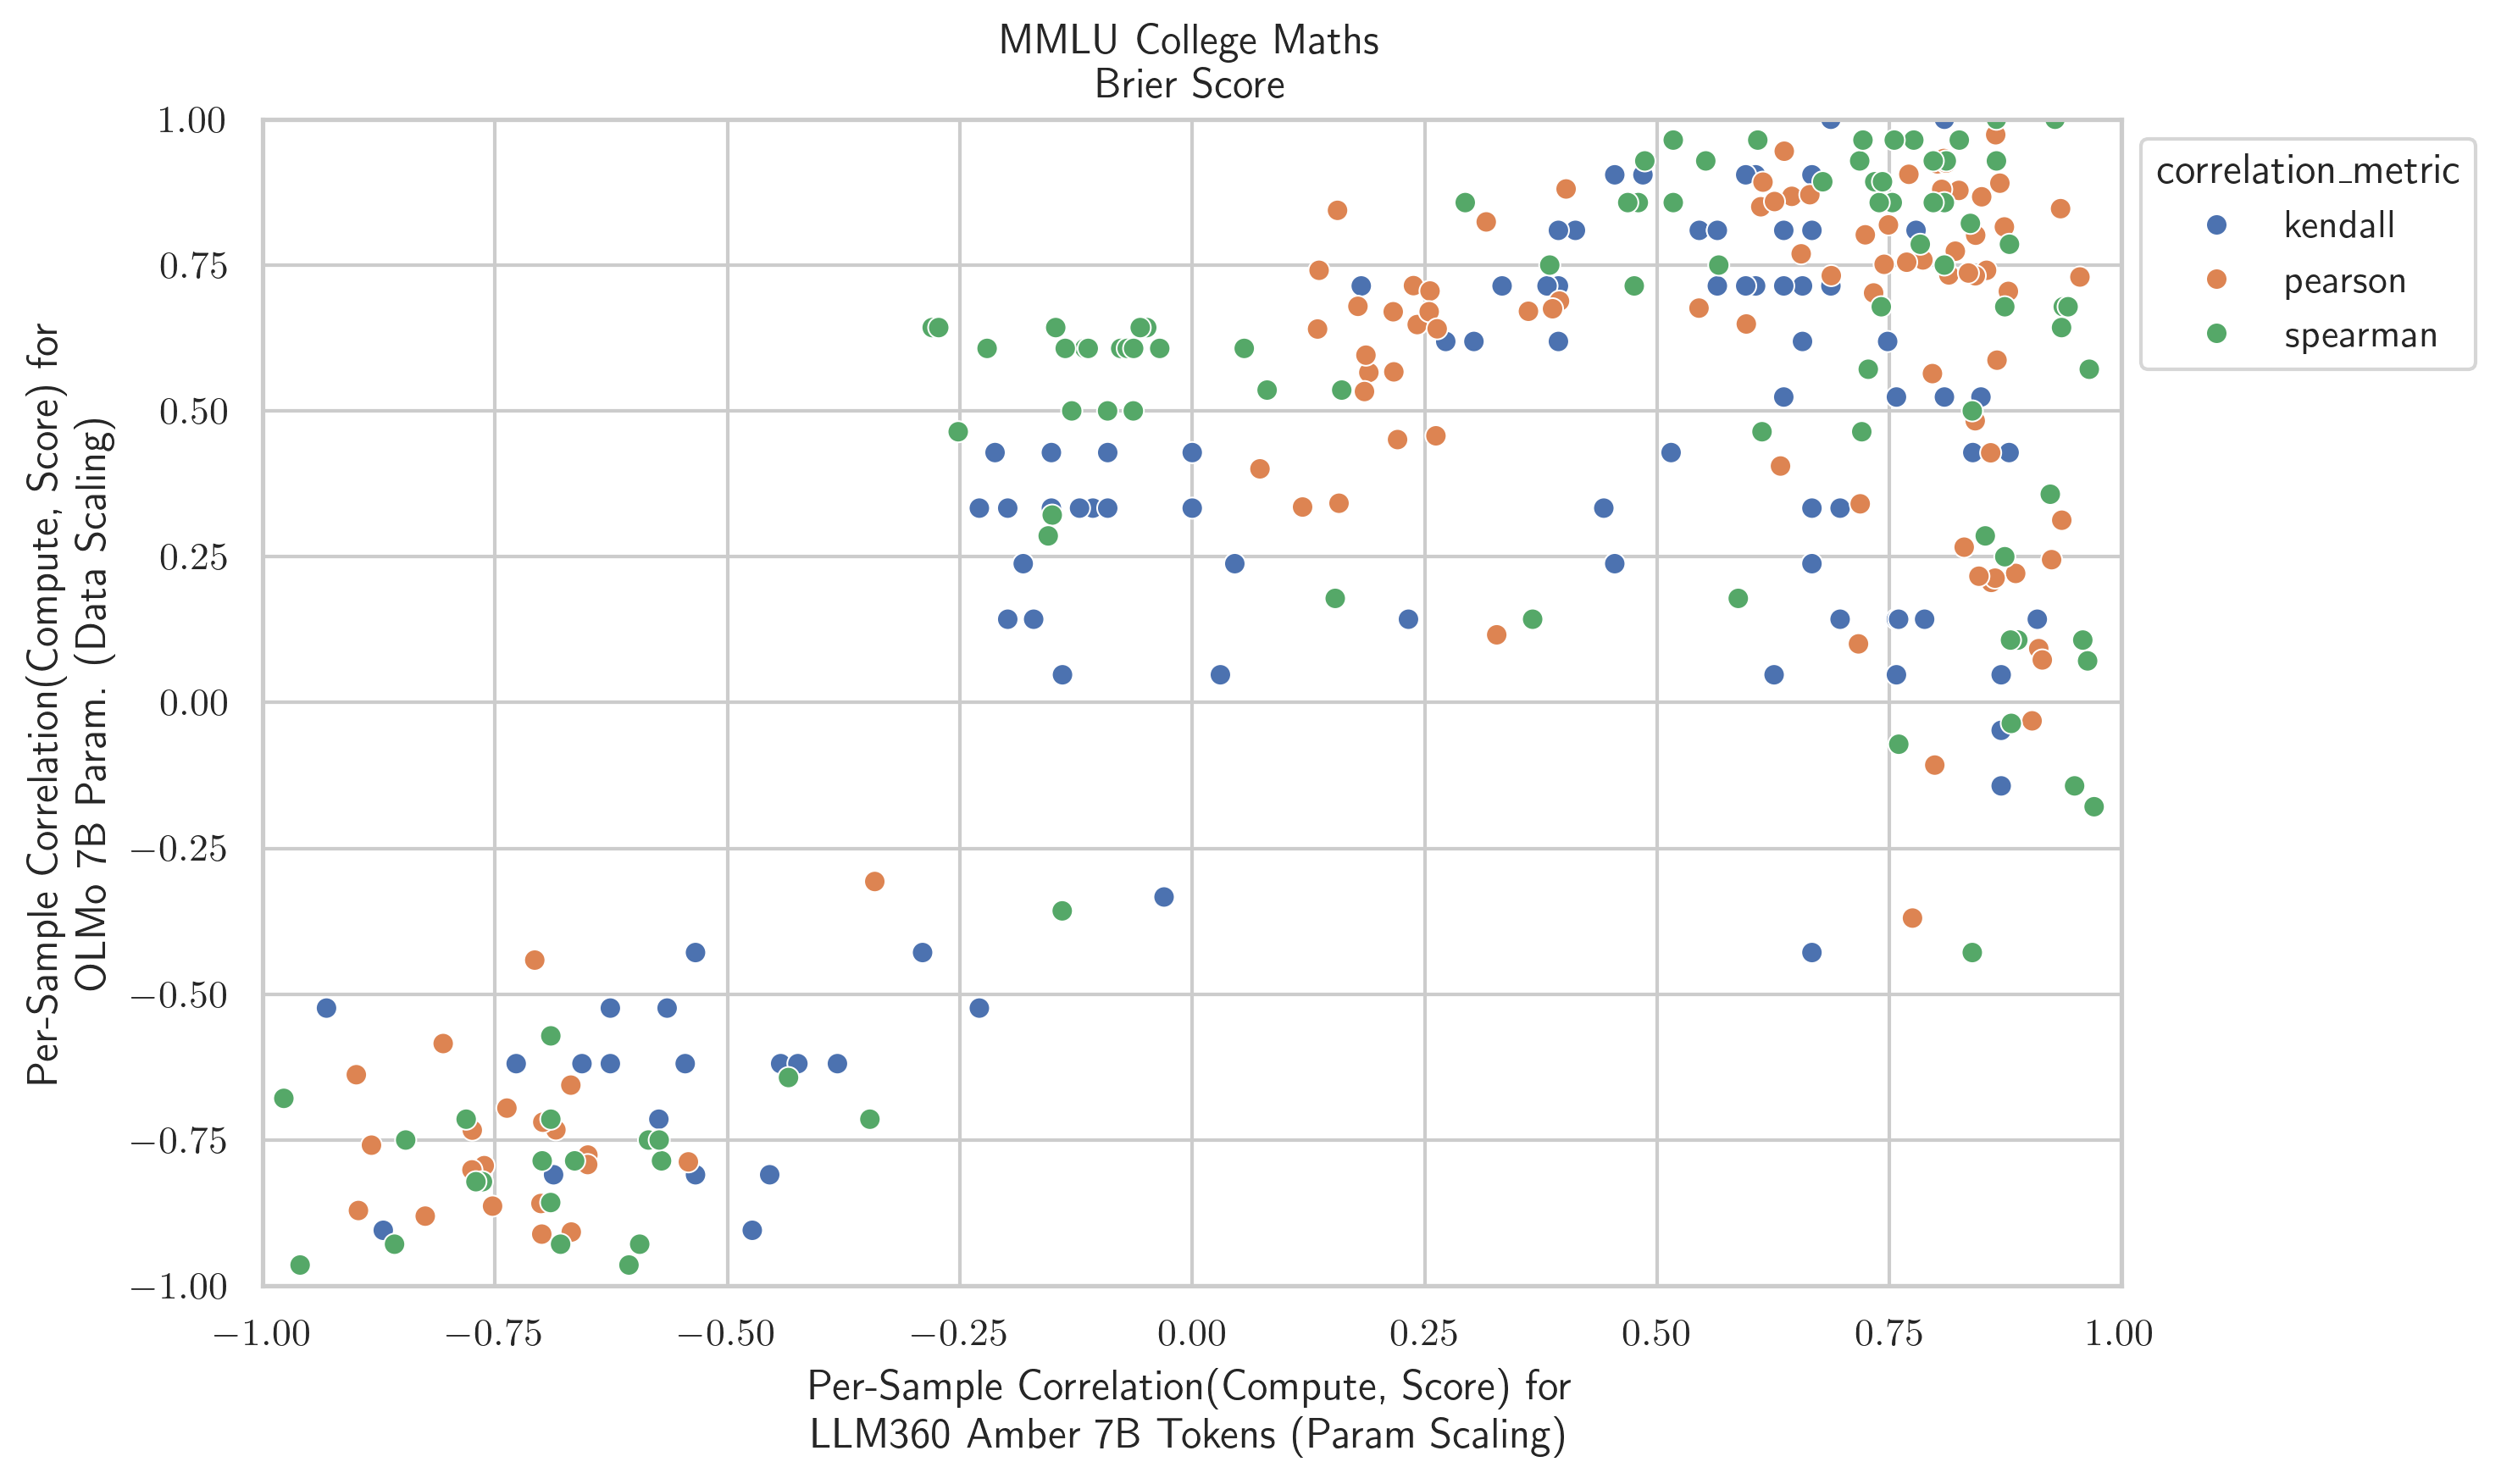 MMLU College Maths
Brier Score
Per-Sample Correlation(Compute, Score) for
OLMo 7B Param. (Data Scaling)
1.00
0.75
0.50
0.25
0.00
−0.25
−0.50
−0.75
−1.00
−1.00 −0.75 −0.50 −0.25 0.00 0.25 0.50 0.75 1.00
Per-Sample Correlation(Compute, Score) for
LLM360 Amber 7B Tokens (Param Scaling)
correlation_metric
kendall
pearson
spearman